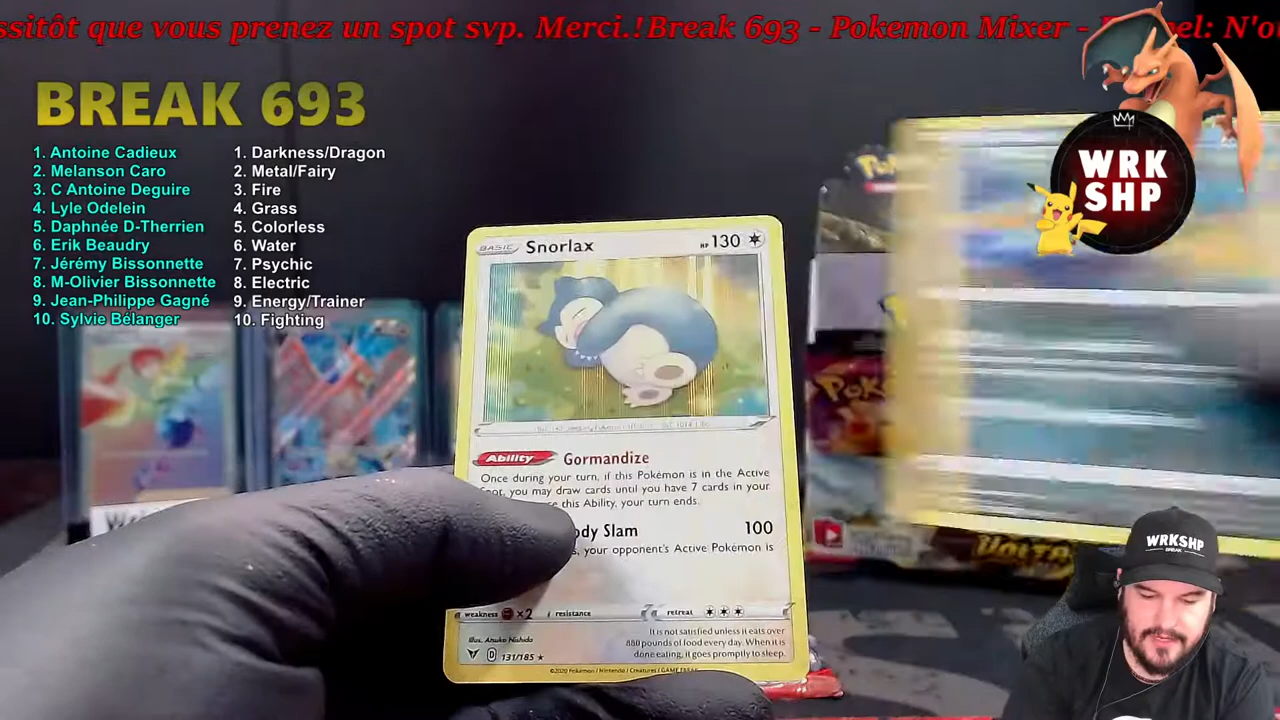 ssitôt que vous prenez un spot svp. Merci.!Break 693 - Pokemon Mixer - el: N'o
BREAK 693
1. Antoine Cadieux
2. Melanson Caro
3. C Antoine Deguire
4. Lyle Odelein
5. Daphnée D-Therrien
6. Erik Beaudry
7. Jérémy Bissonnette
8. M-Olivier Bissonnette
9. Jean-Philippe Gagné
10. Sylvie Bélanger
1. Darkness/Dragon
2. Metal/Fairy
3. Fire
4. Grass
5. Colorless
6. Water
7. Psychic
8. Electric
9. Energy/Trainer
10. Fighting
WRK
SHP
BASIC Snorlax HP 130
Ability Gormandize
Once during your turn, if this Pokémon is in the Active
you may draw cards until you have 7 cards in your
this Ability, your turn ends.
ody Slam 100
, your opponent's Active Pokémon is
weakness ×2 resistance retreat
It is not satisfied unless it eats over
880 pounds of food every day. When it is
done eating, it goes promptly to sleep.
Illus. Atsuko Nishida
D 131/185 ★
©2020 Pokémon / Nintendo / Creatures / GAME FREAK
WRKSHP
BREAK